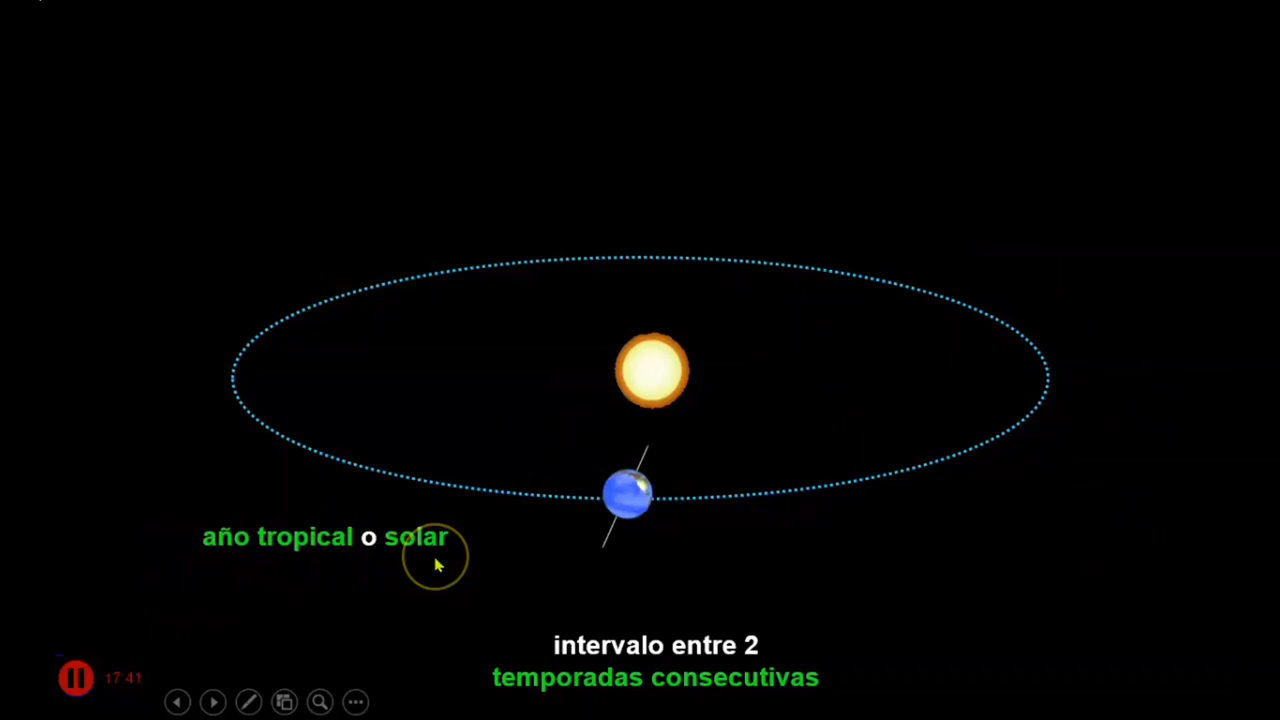 año tropical o solar
intervalo entre 2
temporadas consecutivas
17:41